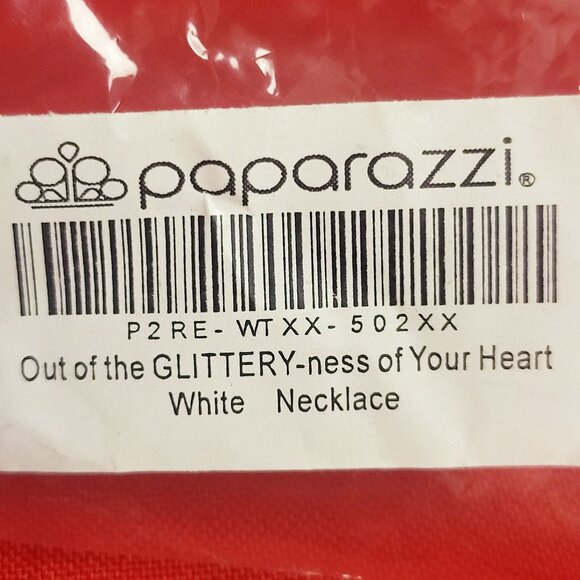 paparazzi®
P2RE-WTXX-502XX
Out of the GLITTERY-ness of Your Heart
White Necklace